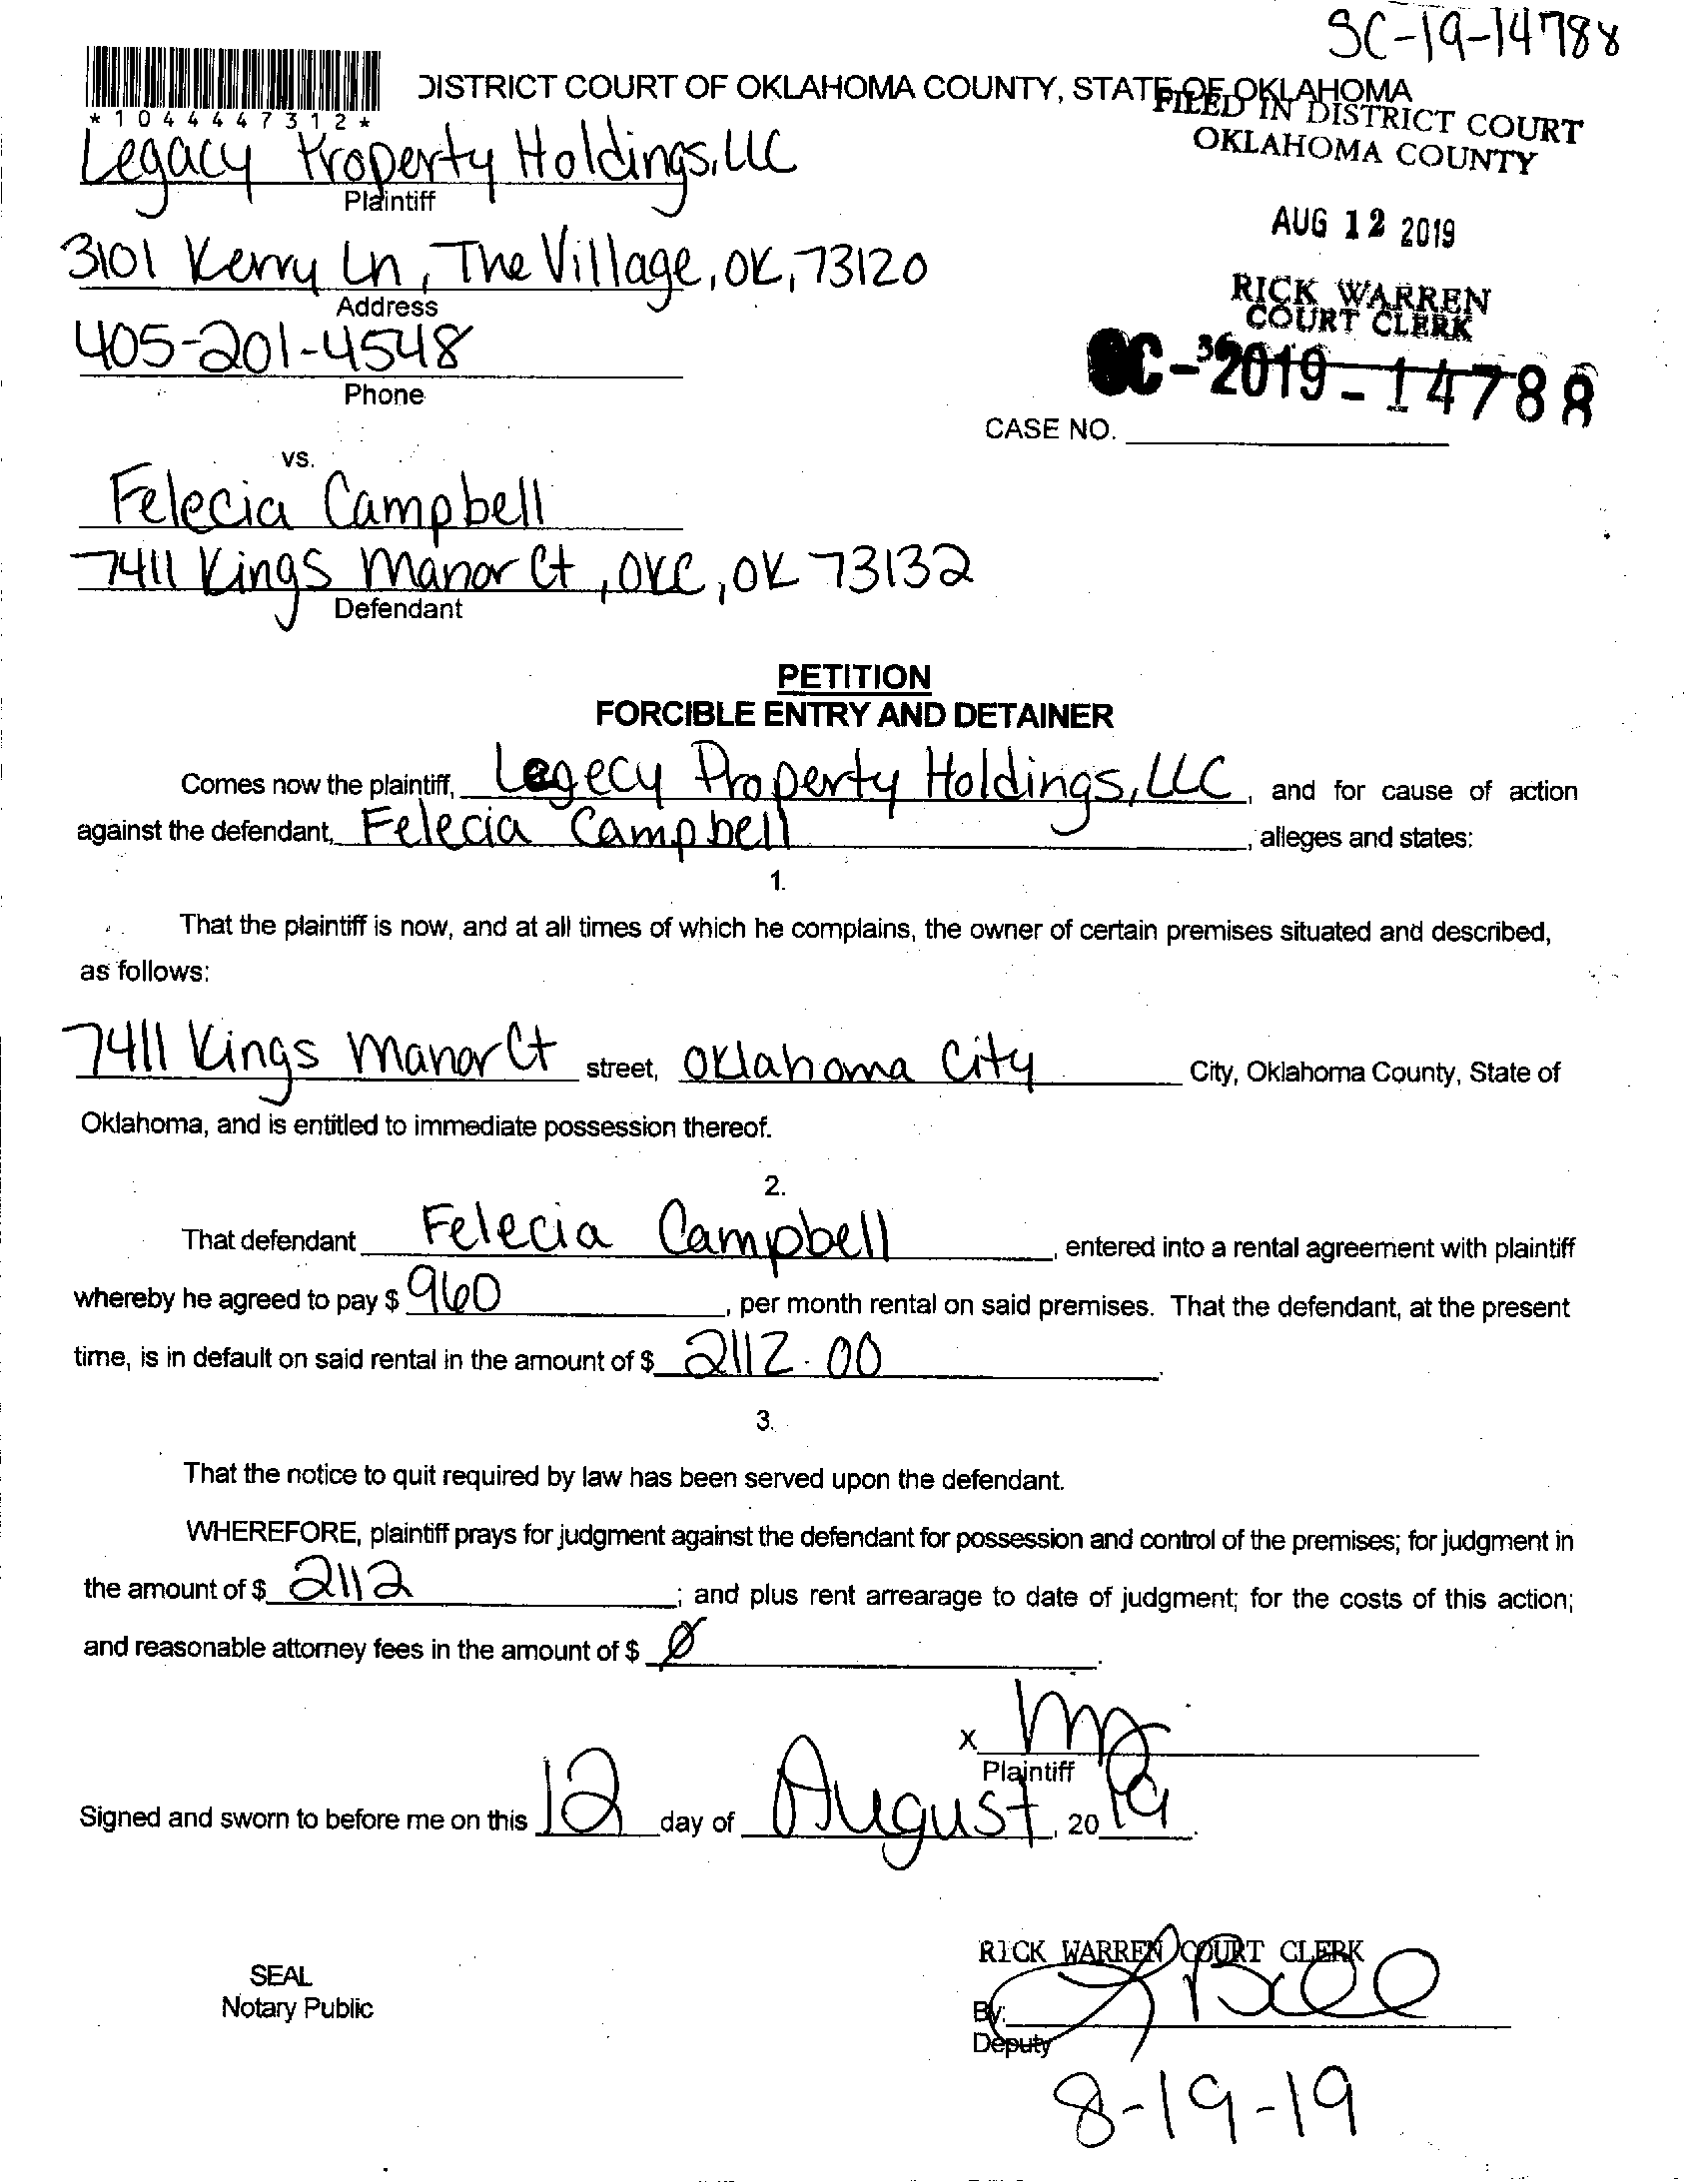 SC-19-14788
DISTRICT COURT OF OKLAHOMA COUNTY, STATE OF OKLAHOMA
FILED IN DISTRICT COURT
OKLAHOMA COUNTY
*1044447312*
Legacy Property Holdings, LLC
Plaintiff
AUG 12 2019
3101 Kerry Ln, The Village, OK, 73120
Address
RICK WARREN
COURT CLERK
405-201-4548
Phone
SC-2019-14788
CASE NO.
vs.
Felecia Campbell
7411 Kings Manor Ct, OKC, OK 73132
Defendant
PETITION
FORCIBLE ENTRY AND DETAINER
Comes now the plaintiff, Legecy Property Holdings, LLC, and for cause of action
against the defendant, Felecia Campbell, alleges and states:
1.
That the plaintiff is now, and at all times of which he complains, the owner of certain premises situated and described,
as follows:
7411 Kings Manor Ct street, Oklahoma City City, Oklahoma County, State of
Oklahoma, and is entitled to immediate possession thereof.
2.
That defendant Felecia Campbell, entered into a rental agreement with plaintiff
whereby he agreed to pay $ 960, per month rental on said premises. That the defendant, at the present
time, is in default on said rental in the amount of $ 2112.00.
3.
That the notice to quit required by law has been served upon the defendant.
WHEREFORE, plaintiff prays for judgment against the defendant for possession and control of the premises; for judgment in
the amount of $ 2112; and plus rent arrearage to date of judgment; for the costs of this action;
and reasonable attorney fees in the amount of $ Ø.
X
Plaintiff
Signed and sworn to before me on this 12 day of August, 2019.
RICK WARREN COURT CLERK
SEAL
Notary Public
By:
Deputy
8-19-19